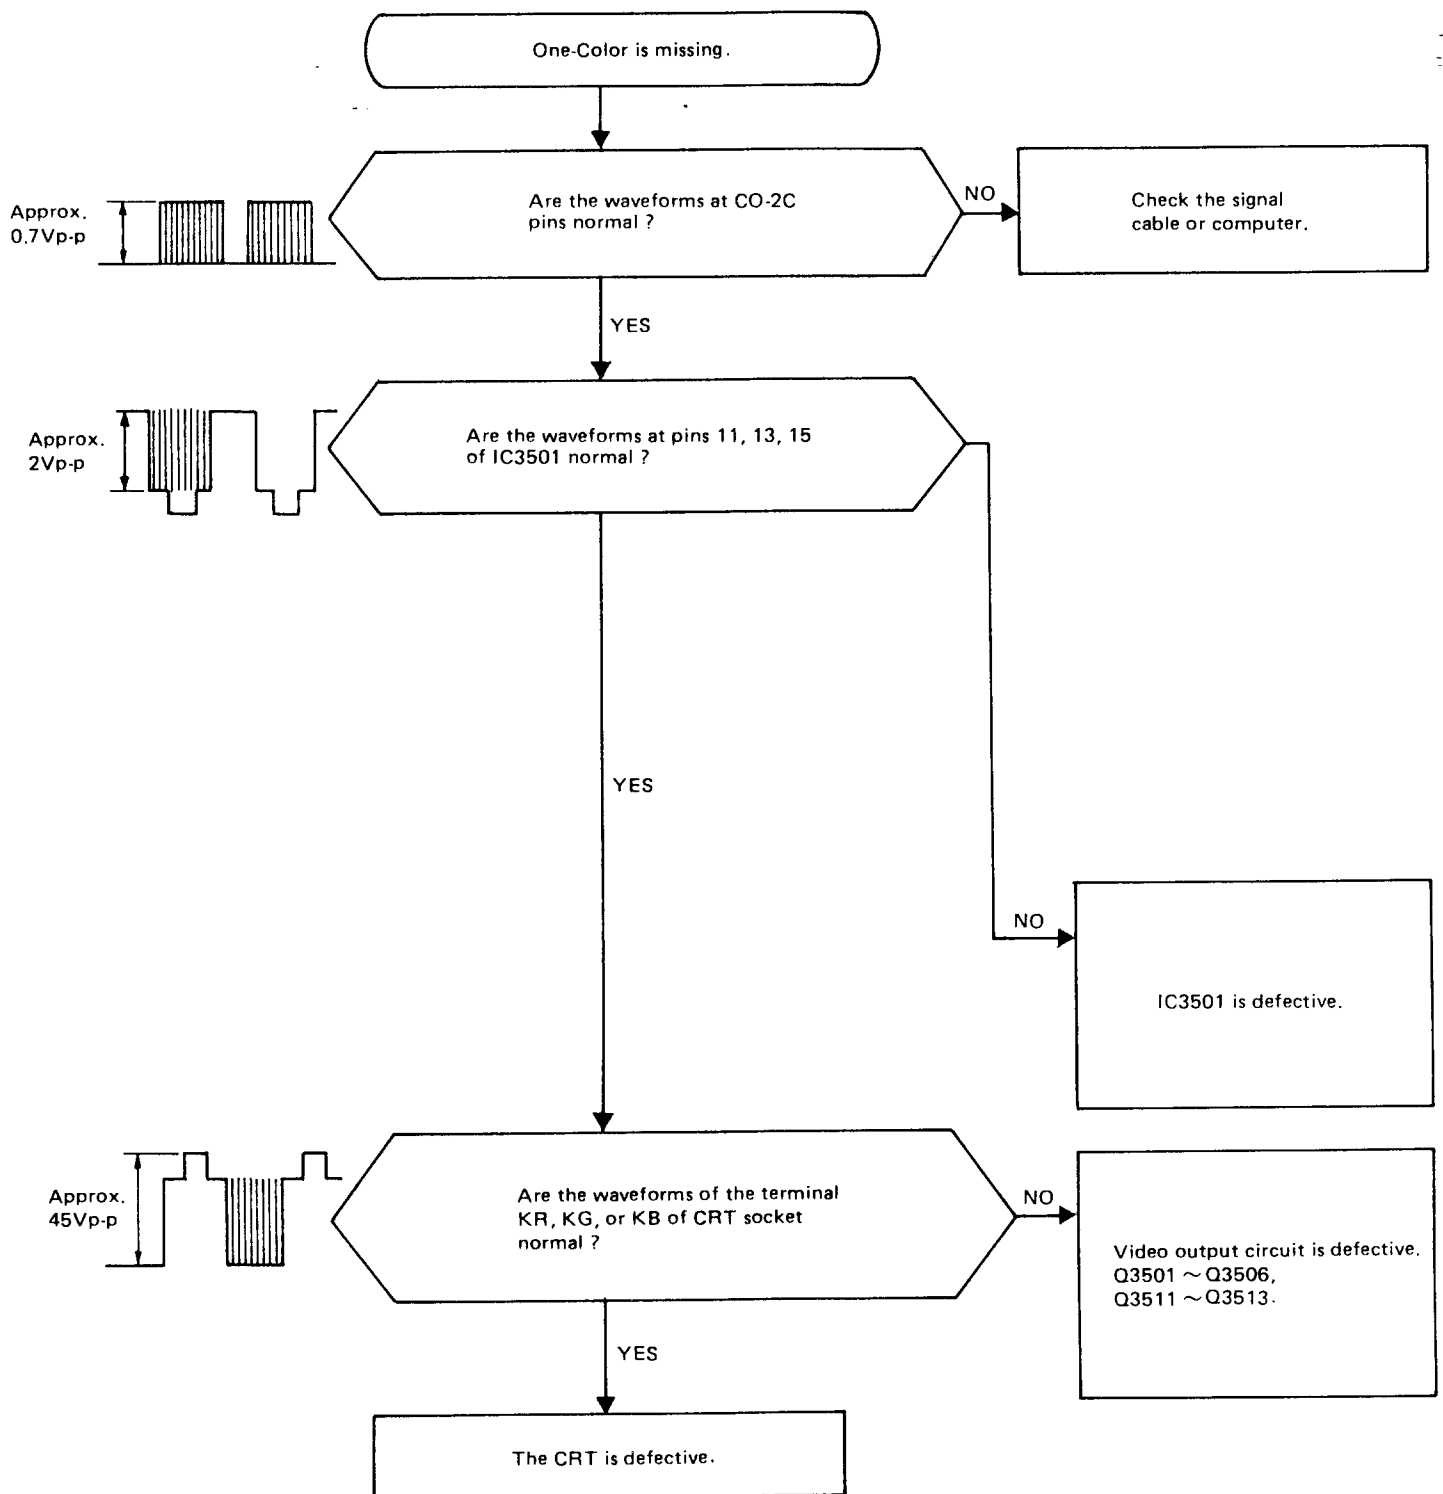 One-Color is missing.
Approx.
0.7Vp-p
Are the waveforms at CO-2C
pins normal ?
NO
Check the signal
cable or computer.
YES
Approx.
2Vp-p
Are the waveforms at pins 11, 13, 15
of IC3501 normal ?
YES
NO
IC3501 is defective.
Approx.
45Vp-p
Are the waveforms of the terminal
KR, KG, or KB of CRT socket
normal ?
NO
Video output circuit is defective.
Q3501 ~ Q3506,
Q3511 ~ Q3513.
YES
The CRT is defective.